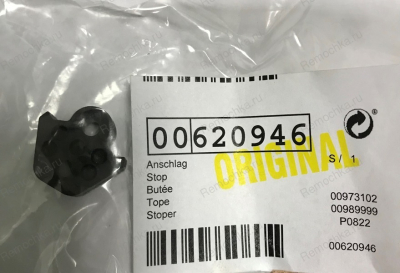 00620946
ORIGINAL
Anschlag
Stop
Butée
Tope
Stoper
S / 1
00973102
00989999
P0822
00620946